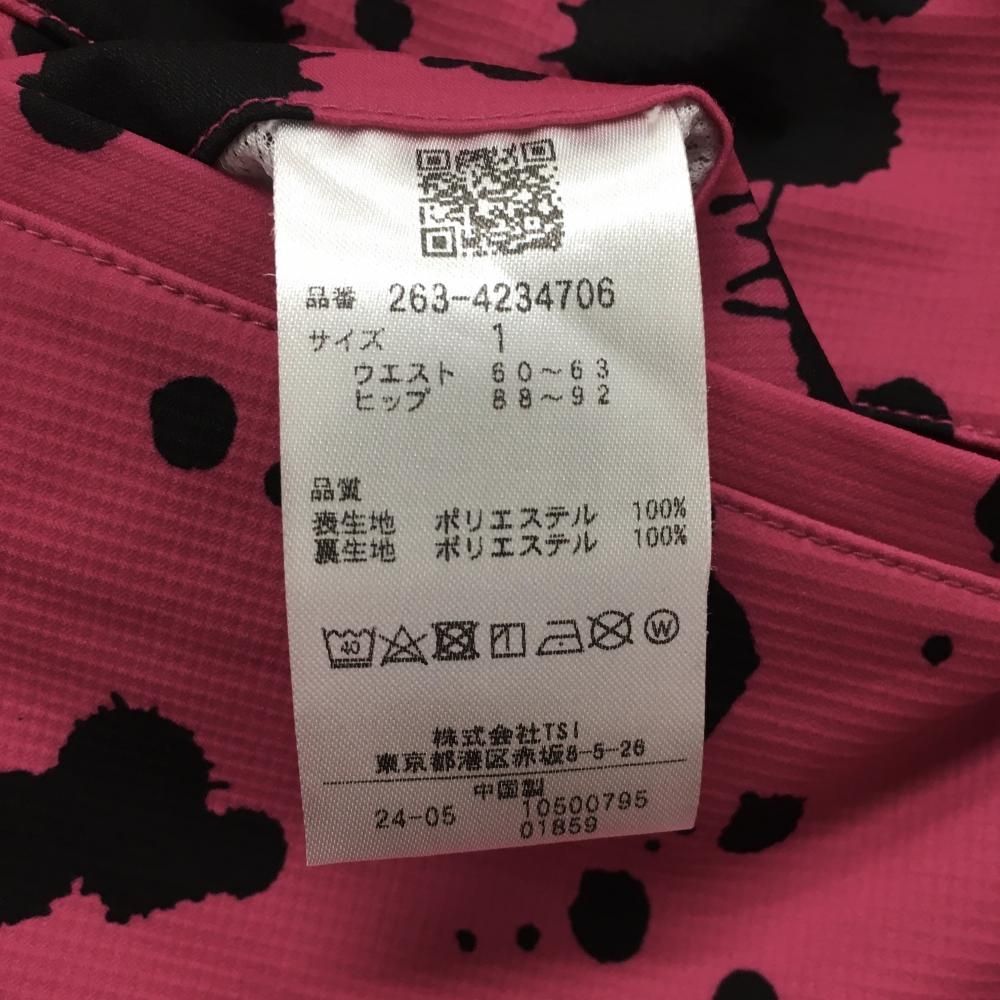 品番 263-4234706
サイズ 1
ウエスト 60〜63
ヒップ 88〜92
品質
表生地 ポリエステル 100%
裏生地 ポリエステル 100%
40 W
株式会社TSI
東京都港区赤坂8-5-26
中国製
24-05 10500795
01859